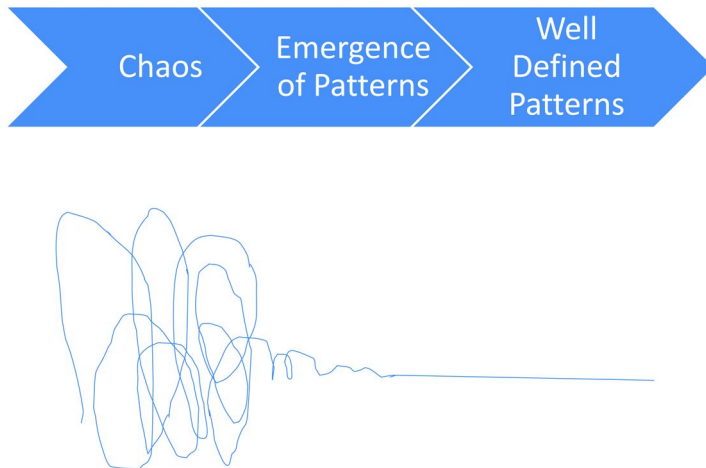 Chaos
Emergence
of Patterns
Well
Defined
Patterns